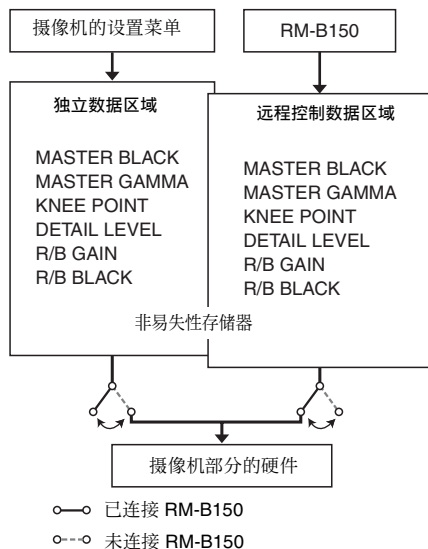 摄像机的设置菜单
RM-B150
独立数据区域
MASTER BLACK
MASTER GAMMA
KNEE POINT
DETAIL LEVEL
R/B GAIN
R/B BLACK
远程控制数据区域
MASTER BLACK
MASTER GAMMA
KNEE POINT
DETAIL LEVEL
R/B GAIN
R/B BLACK
非易失性存储器
摄像机部分的硬件
已连接 RM-B150
未连接 RM-B150